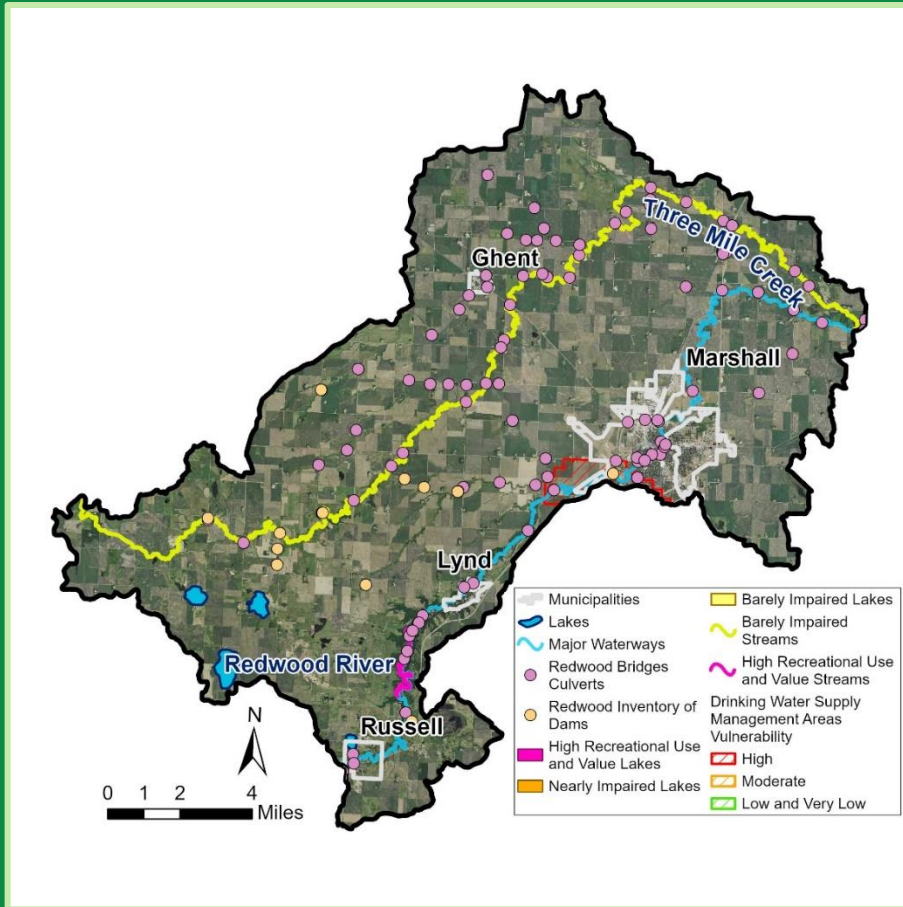 Three Mile Creek
Ghent
Marshall
Lynd
Redwood River
Russell
N
0 1 2 4
Miles
Municipalities
Lakes
Major Waterways
Redwood Bridges
Culverts
Redwood Inventory of
Dams
High Recreational Use
and Value Lakes
Nearly Impaired Lakes
Barely Impaired Lakes
Barely Impaired
Streams
High Recreational Use
and Value Streams
Drinking Water Supply
Management Areas
Vulnerability
High
Moderate
Low and Very Low